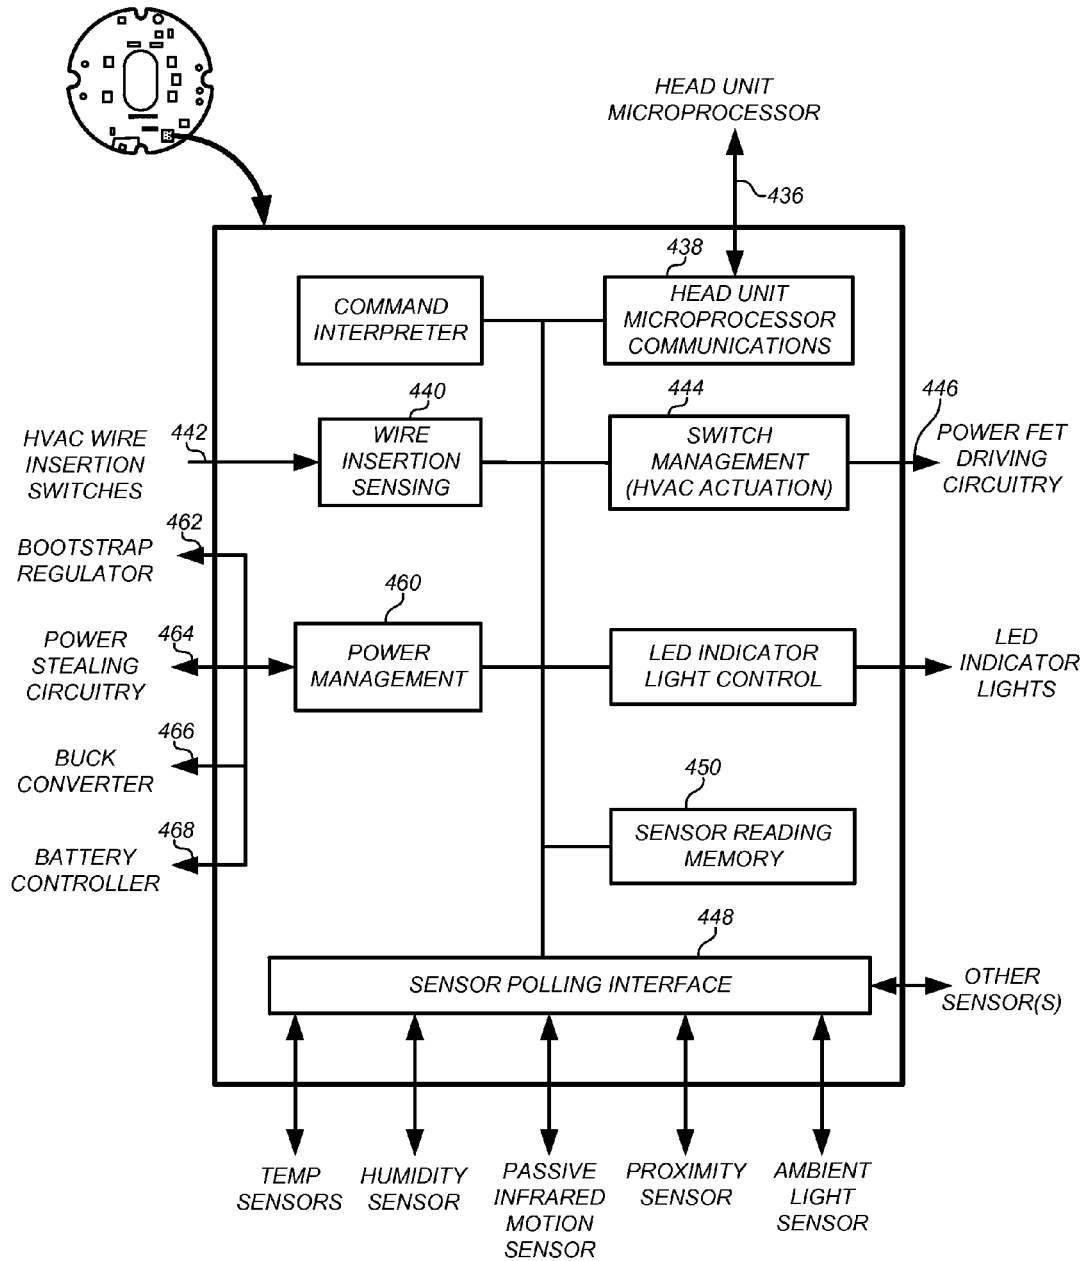 HEAD UNIT
MICROPROCESSOR
436
438
COMMAND
INTERPRETER
HEAD UNIT
MICROPROCESSOR
COMMUNICATIONS
440
444
446
HVAC WIRE
INSERTION
SWITCHES
442
WIRE
INSERTION
SENSING
SWITCH
MANAGEMENT
(HVAC ACTUATION)
POWER FET
DRIVING
CIRCUITRY
462
BOOTSTRAP
REGULATOR
460
464
POWER
STEALING
CIRCUITRY
POWER
MANAGEMENT
LED INDICATOR
LIGHT CONTROL
LED
INDICATOR
LIGHTS
466
BUCK
CONVERTER
450
SENSOR READING
MEMORY
468
BATTERY
CONTROLLER
448
SENSOR POLLING INTERFACE
OTHER
SENSOR(S)
TEMP
SENSORS
HUMIDITY
SENSOR
PASSIVE
INFRARED
MOTION
SENSOR
PROXIMITY
SENSOR
AMBIENT
LIGHT
SENSOR